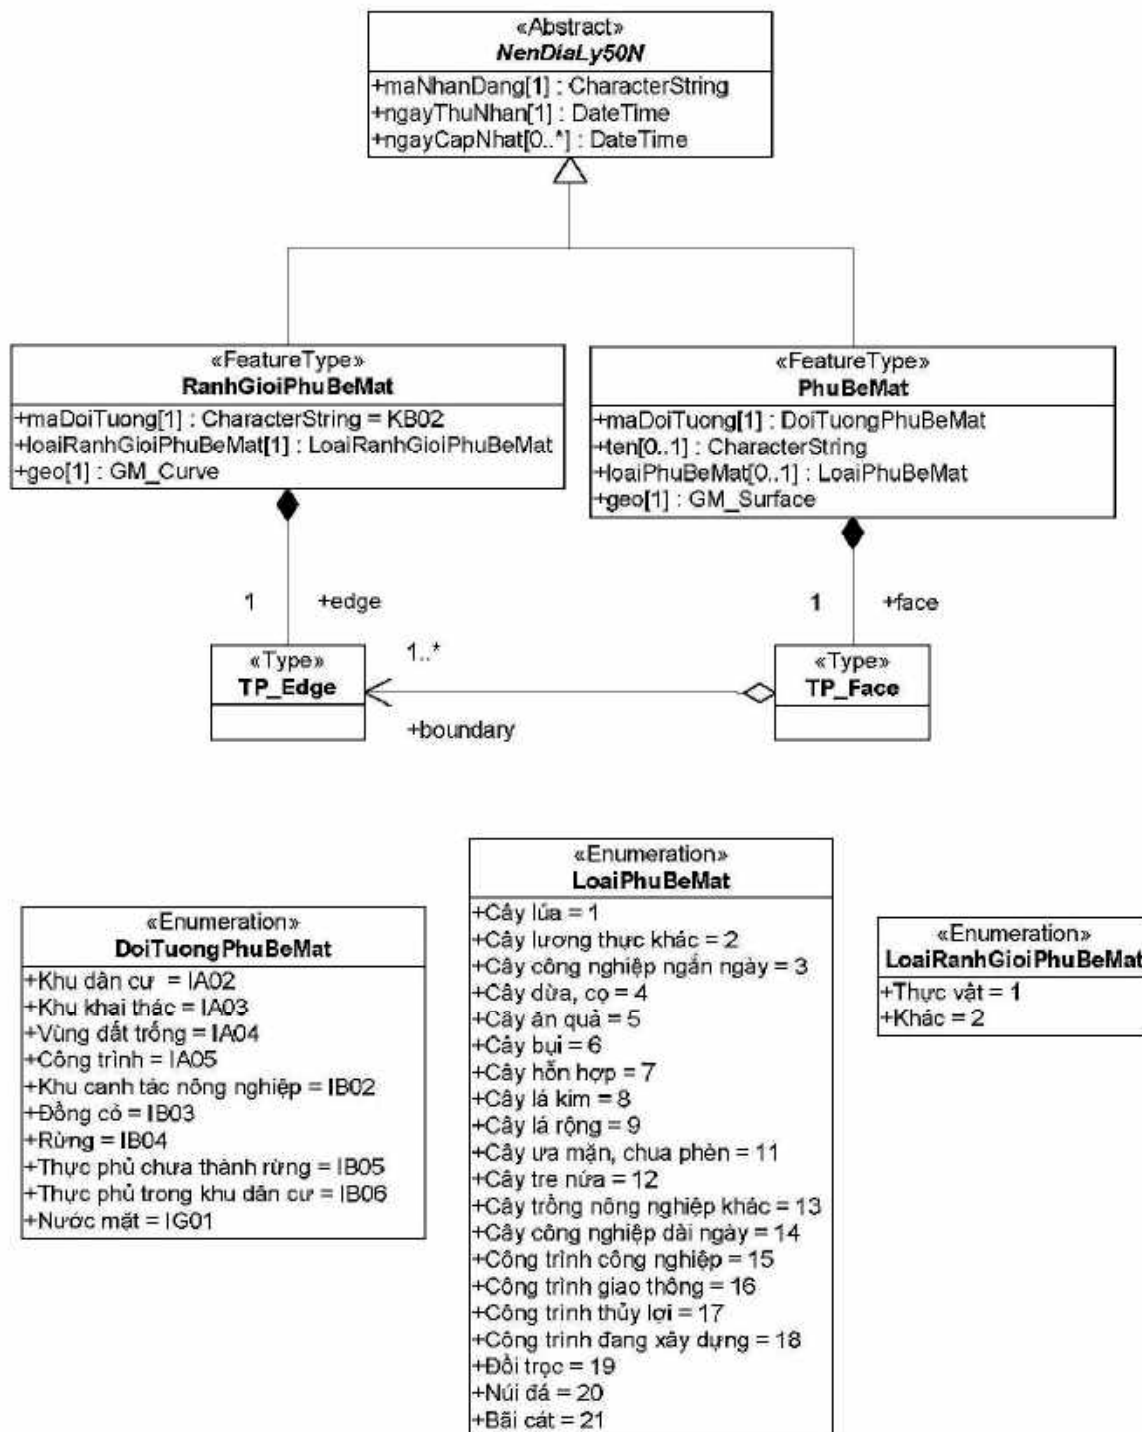 «Abstract»
NenDiaLy50N
+maNhanDang[1] : CharacterString
+ngayThuNhan[1] : DateTime
+ngayCapNhat[0..*] : DateTime
«FeatureType»
RanhGioiPhuBeMat
+maDoiTuong[1] : CharacterString = KB02
+loaiRanhGioiPhuBeMat[1] : LoaiRanhGioiPhuBeMat
+geo[1] : GM_Curve
«FeatureType»
PhuBeMat
+maDoiTuong[1] : DoiTuongPhuBeMat
+ten[0..1] : CharacterString
+loaiPhuBeMat[0..1] : LoaiPhuBeMat
+geo[1] : GM_Surface
1 +edge
1 +face
«Type»
TP_Edge
1..*
+boundary
«Type»
TP_Face
«Enumeration»
DoiTuongPhuBeMat
+Khu dân cư = IA02
+Khu khai thác = IA03
+Vùng đất trống = IA04
+Công trình = IA05
+Khu canh tác nông nghiệp = IB02
+Đồng cỏ = IB03
+Rừng = IB04
+Thực phủ chưa thành rừng = IB05
+Thực phủ trong khu dân cư = IB06
+Nước mặt = IG01
«Enumeration»
LoaiPhuBeMat
+Cây lúa = 1
+Cây lương thực khác = 2
+Cây công nghiệp ngắn ngày = 3
+Cây dừa, cọ = 4
+Cây ăn quả = 5
+Cây bụi = 6
+Cây hỗn hợp = 7
+Cây lá kim = 8
+Cây lá rộng = 9
+Cây ưa mặn, chua phèn = 11
+Cây tre nứa = 12
+Cây trồng nông nghiệp khác = 13
+Cây công nghiệp dài ngày = 14
+Công trình công nghiệp = 15
+Công trình giao thông = 16
+Công trình thủy lợi = 17
+Công trình đang xây dựng = 18
+Đồi trọc = 19
+Núi đá = 20
+Bãi cát = 21
«Enumeration»
LoaiRanhGioiPhuBeMat
+Thực vật = 1
+Khác = 2